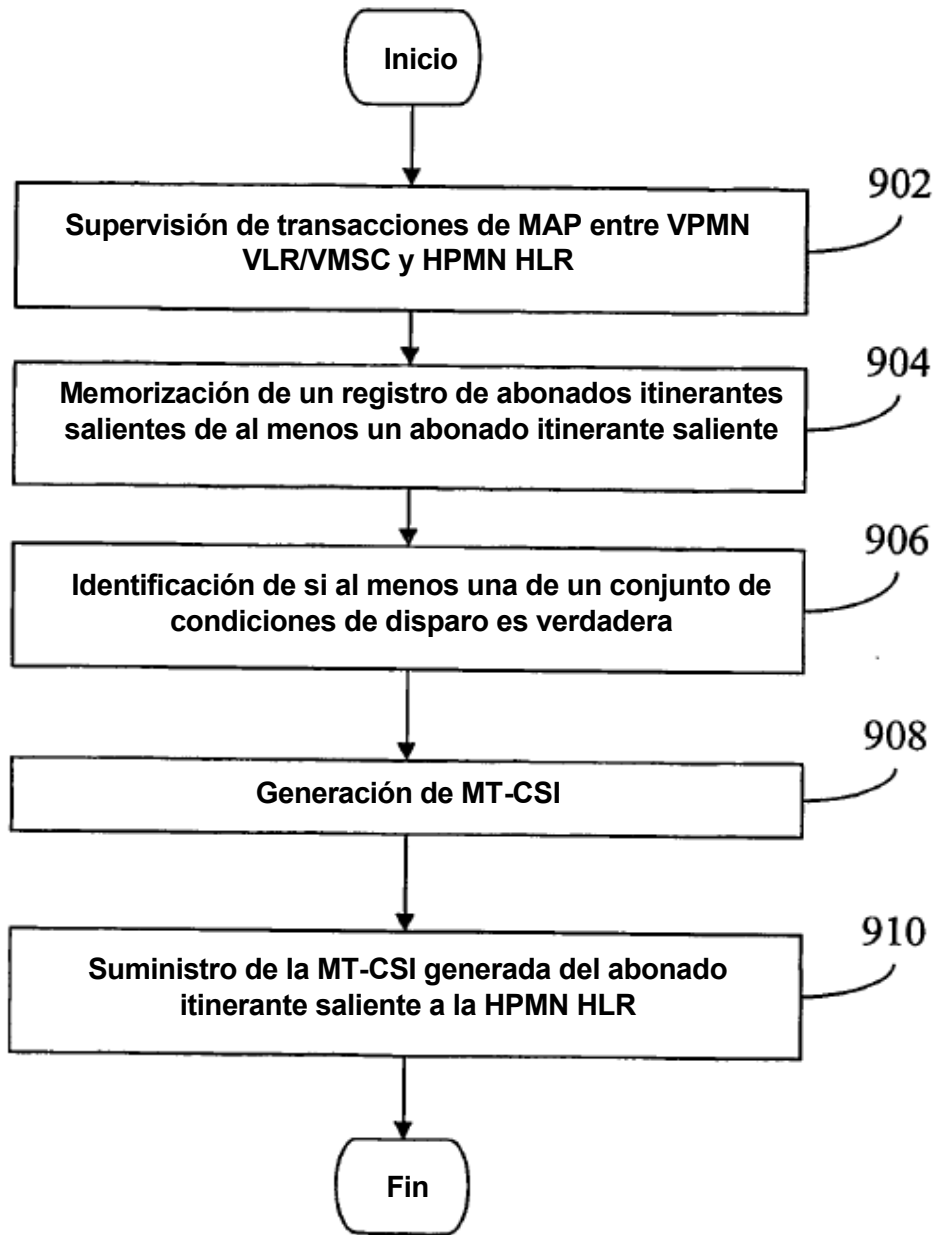 Inicio
902
Supervisión de transacciones de MAP entre VPMN
VLR/VMSC y HPMN HLR
904
Memorización de un registro de abonados itinerantes
salientes de al menos un abonado itinerante saliente
906
Identificación de si al menos una de un conjunto de
condiciones de disparo es verdadera
908
Generación de MT-CSI
910
Suministro de la MT-CSI generada del abonado
itinerante saliente a la HPMN HLR
Fin